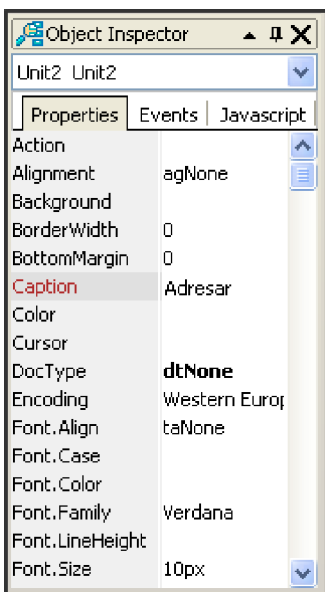 Object Inspector
Unit2 Unit2
Properties Events Javascript
Action
Alignment agNone
Background
BorderWidth 0
BottomMargin 0
Caption Adresar
Color
Cursor
DocType dtNone
Encoding Western Europ
Font.Align taNone
Font.Case
Font.Color
Font.Family Verdana
Font.LineHeight
Font.Size 10px